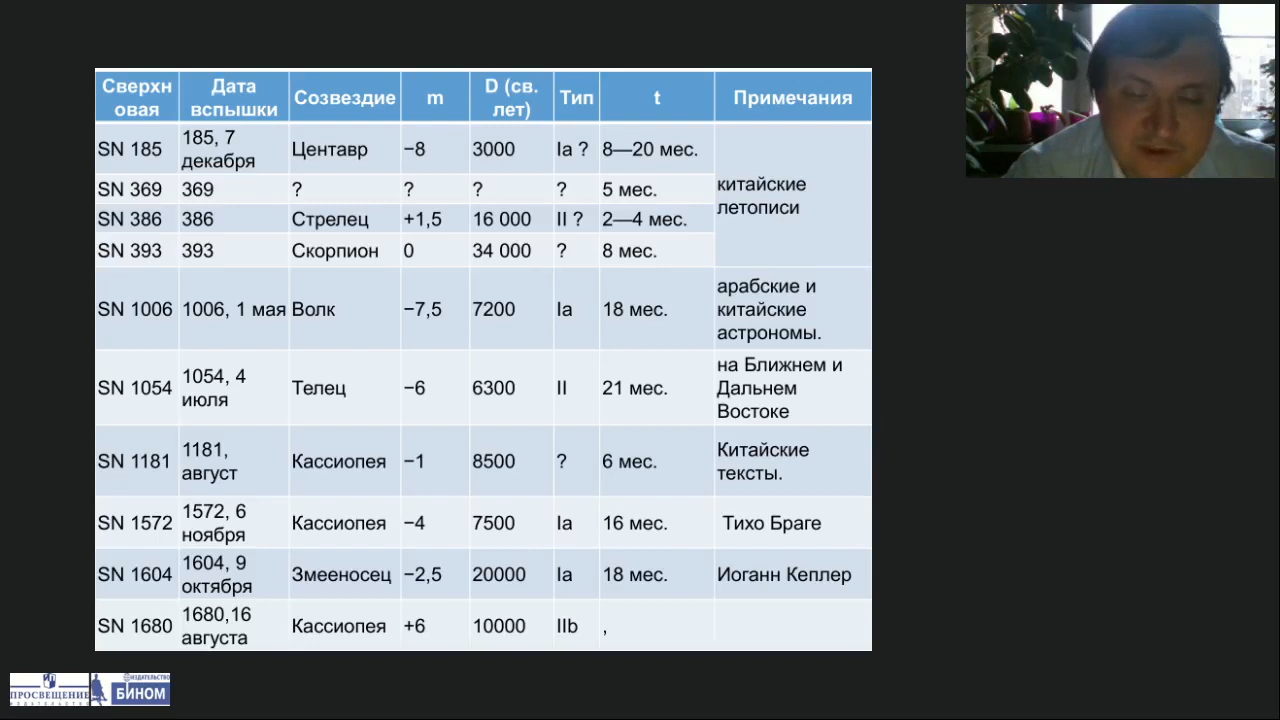 Сверхн
овая
Дата
вспышки
Созвездие
m
D (св.
лет)
Тип
t
Примечания
SN 185
185, 7
декабря
Центавр
−8
3000
Ia ?
8—20 мес.
китайские
летописи
SN 369
369
?
?
?
?
5 мес.
SN 386
386
Стрелец
+1,5
16 000
II ?
2—4 мес.
SN 393
393
Скорпион
0
34 000
?
8 мес.
SN 1006
1006, 1 мая
Волк
−7,5
7200
Ia
18 мес.
арабские и
китайские
астрономы.
SN 1054
1054, 4
июля
Телец
−6
6300
II
21 мес.
на Ближнем и
Дальнем
Востоке
SN 1181
1181,
август
Кассиопея
−1
8500
?
6 мес.
Китайские
тексты.
SN 1572
1572, 6
ноября
Кассиопея
−4
7500
Ia
16 мес.
Тихо Браге
SN 1604
1604, 9
октября
Змееносец
−2,5
20000
Ia
18 мес.
Иоганн Кеплер
SN 1680
1680,16
августа
Кассиопея
+6
10000
IIb
,
ПРОСВЕЩЕНИЕ
ИЗДАТЕЛЬСТВО
ИЗДАТЕЛЬСТВО
БИНОМ